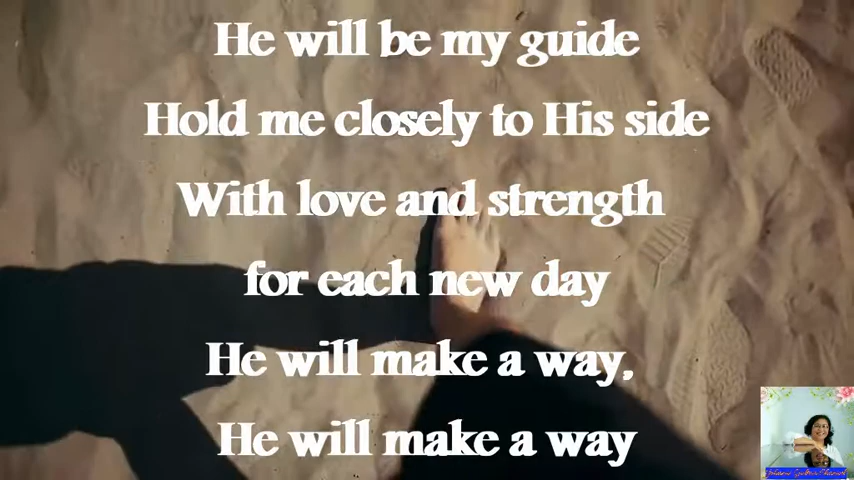 He will be my guide
Hold me closely to His side
With love and strength
for each new day
He will make a way,
He will make a way